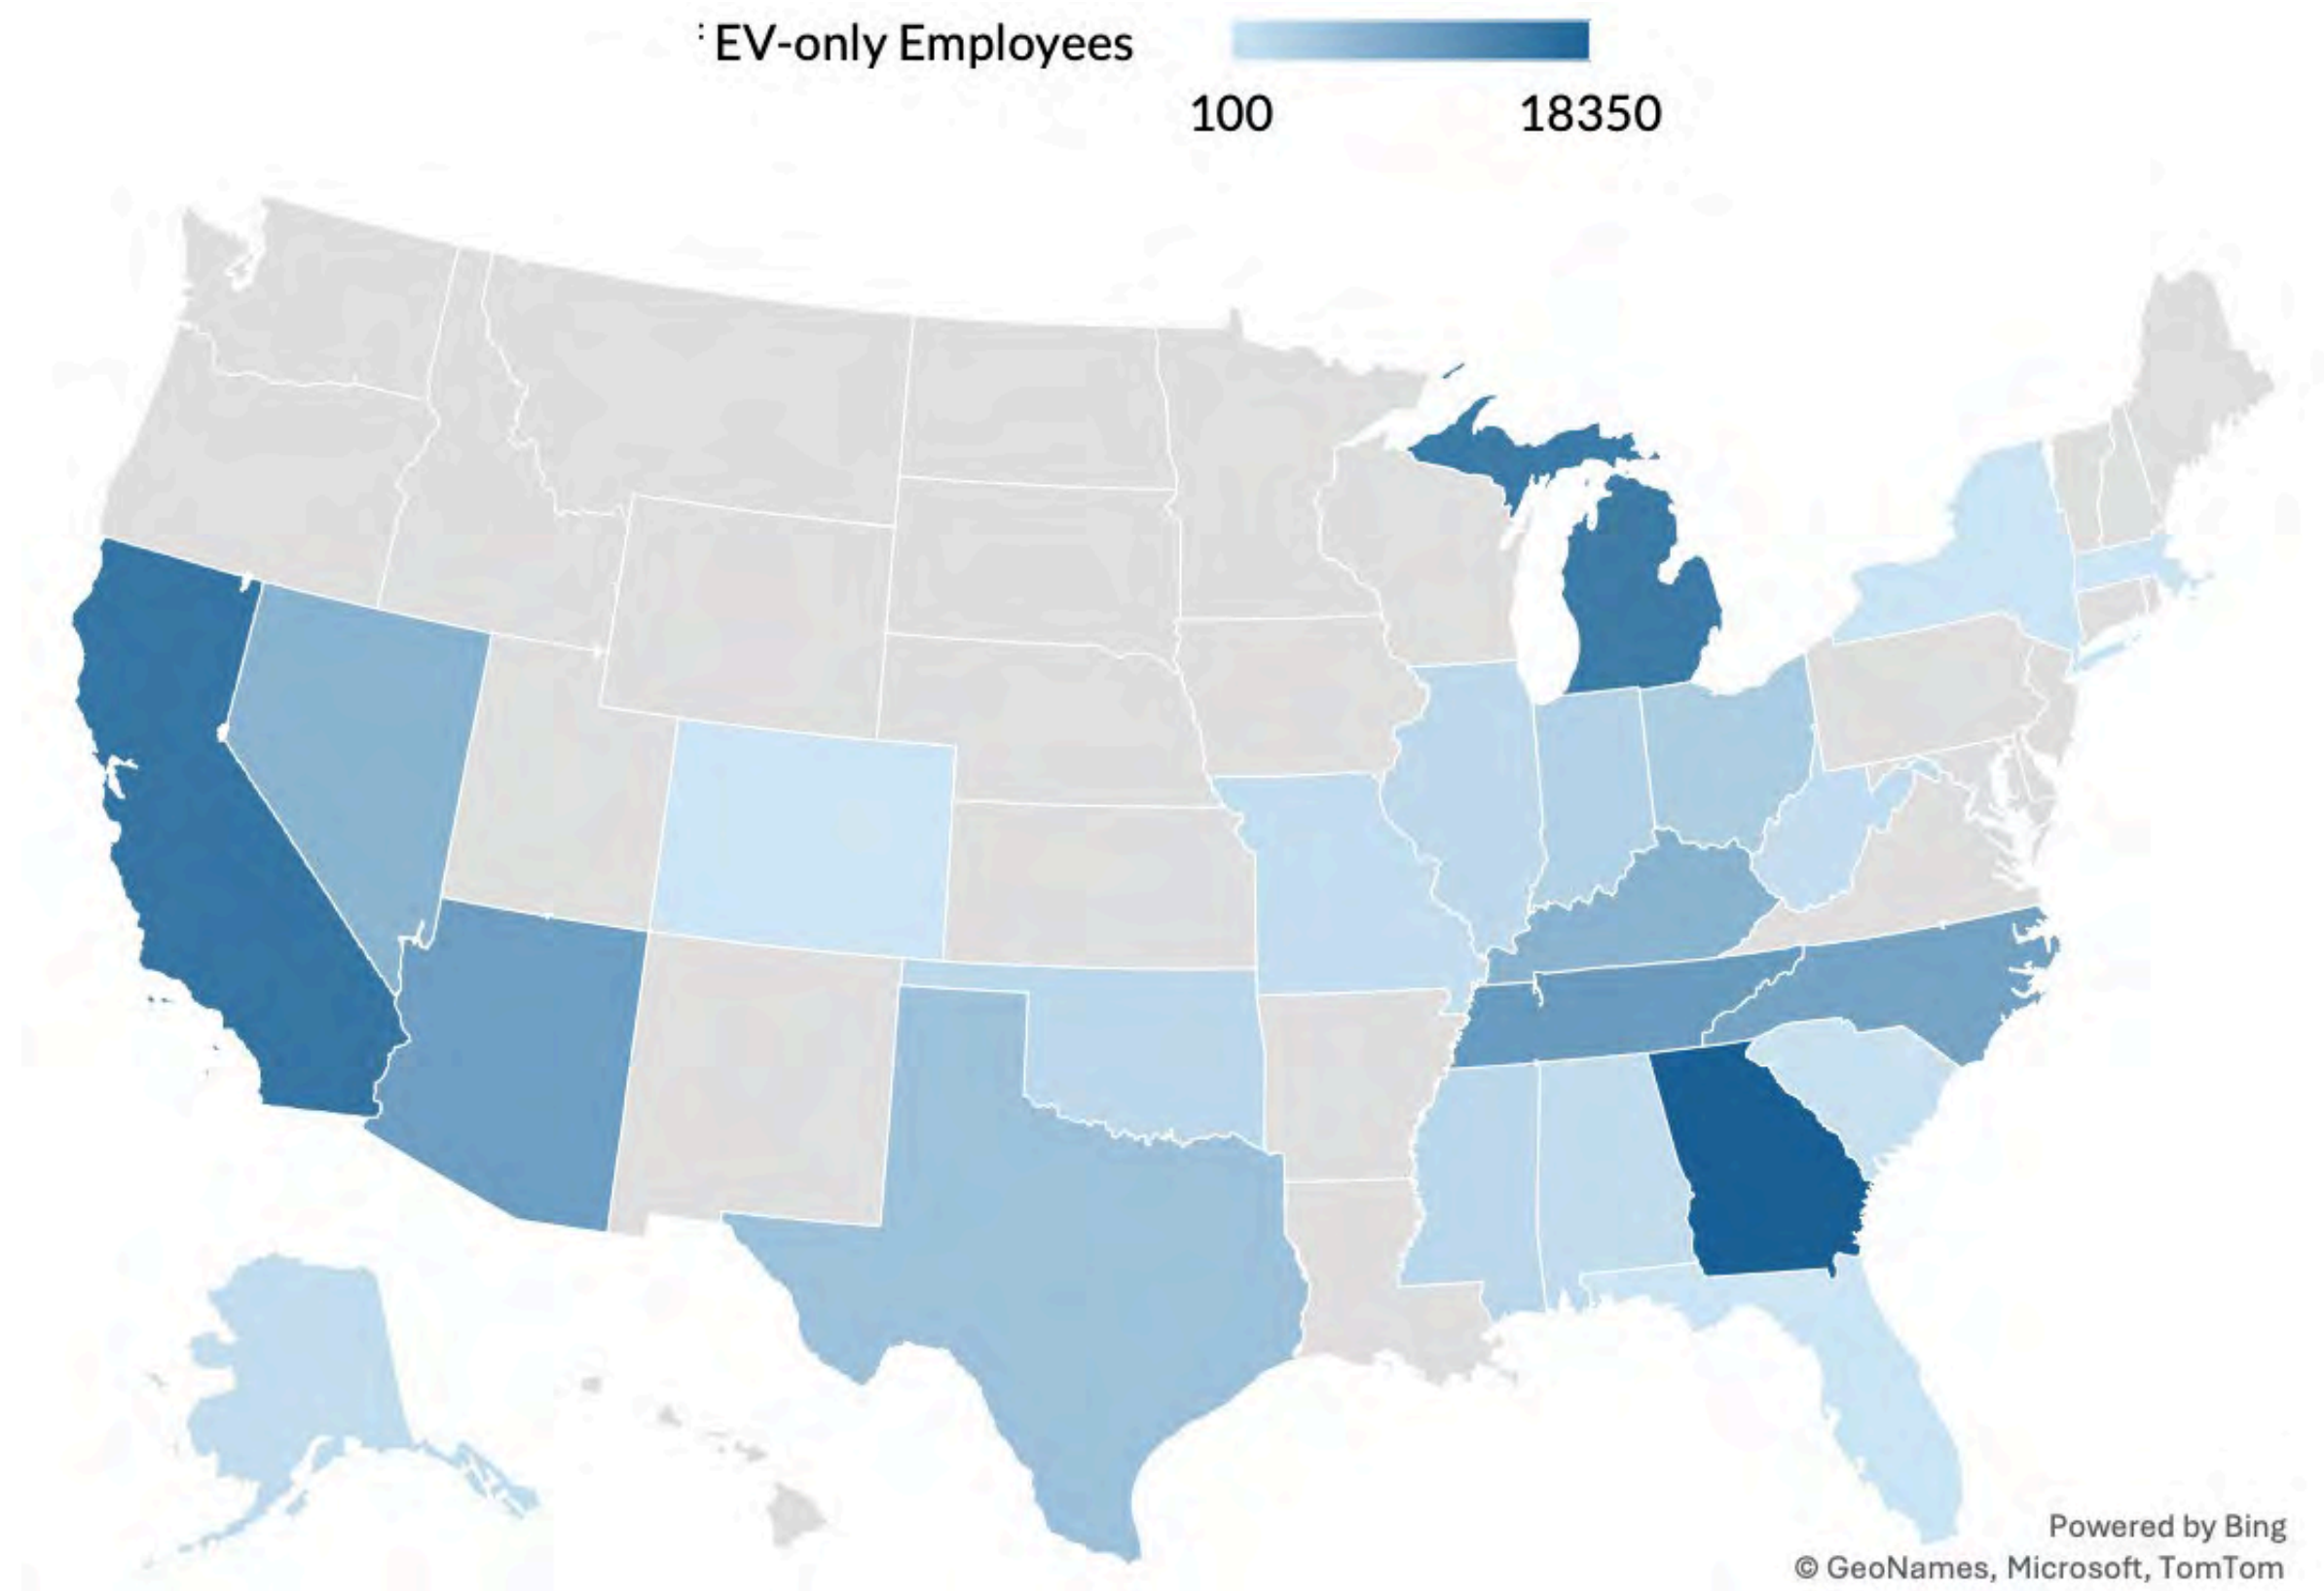 : EV-only Employees
100 18350
Powered by Bing
© GeoNames, Microsoft, TomTom